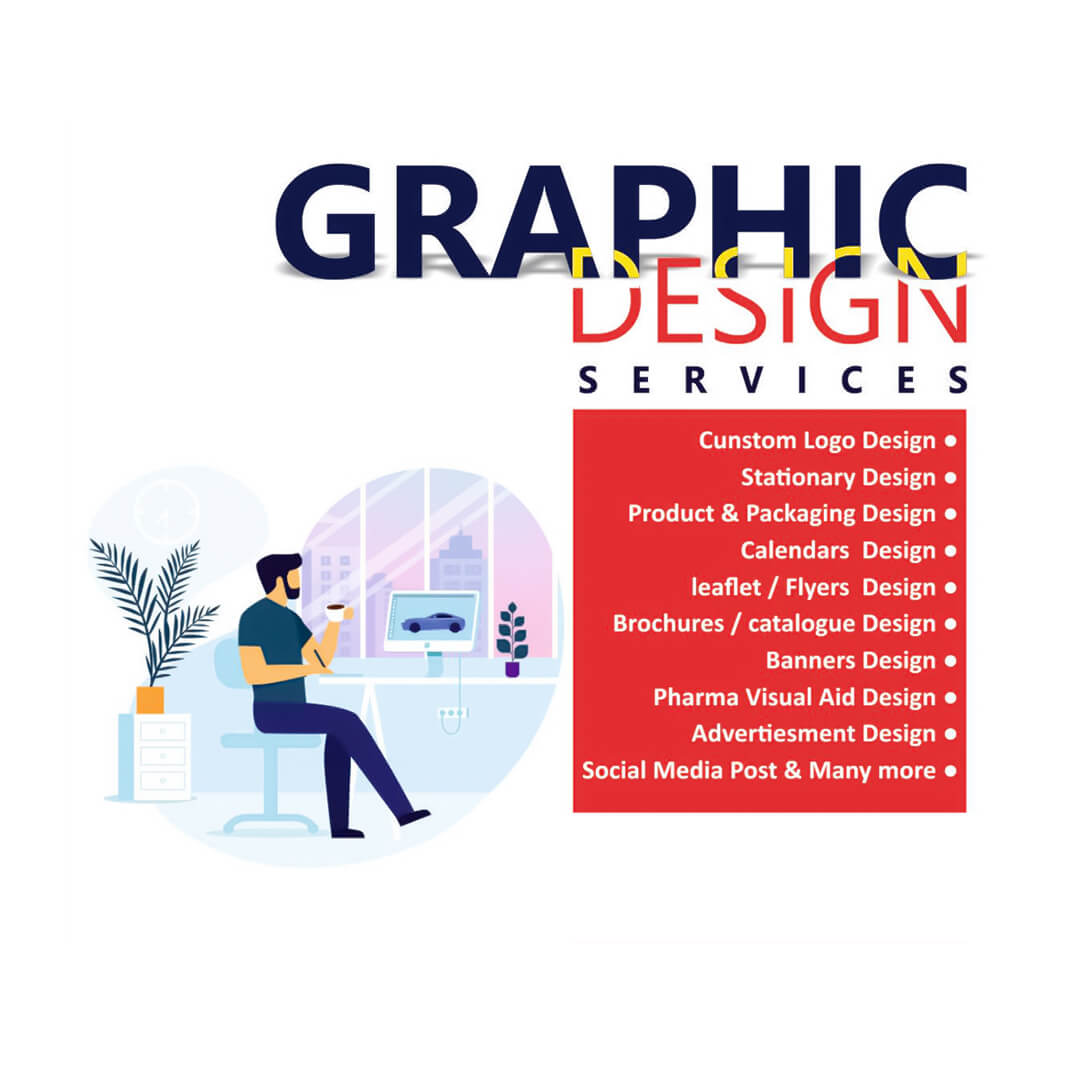 GRAPHIC
DESIGN
SERVICES
Cunstom Logo Design •
Stationary Design •
Product & Packaging Design •
Calendars Design •
leaflet / Flyers Design •
Brochures / catalogue Design •
Banners Design •
Pharma Visual Aid Design •
Advertiesment Design •
Social Media Post & Many more •